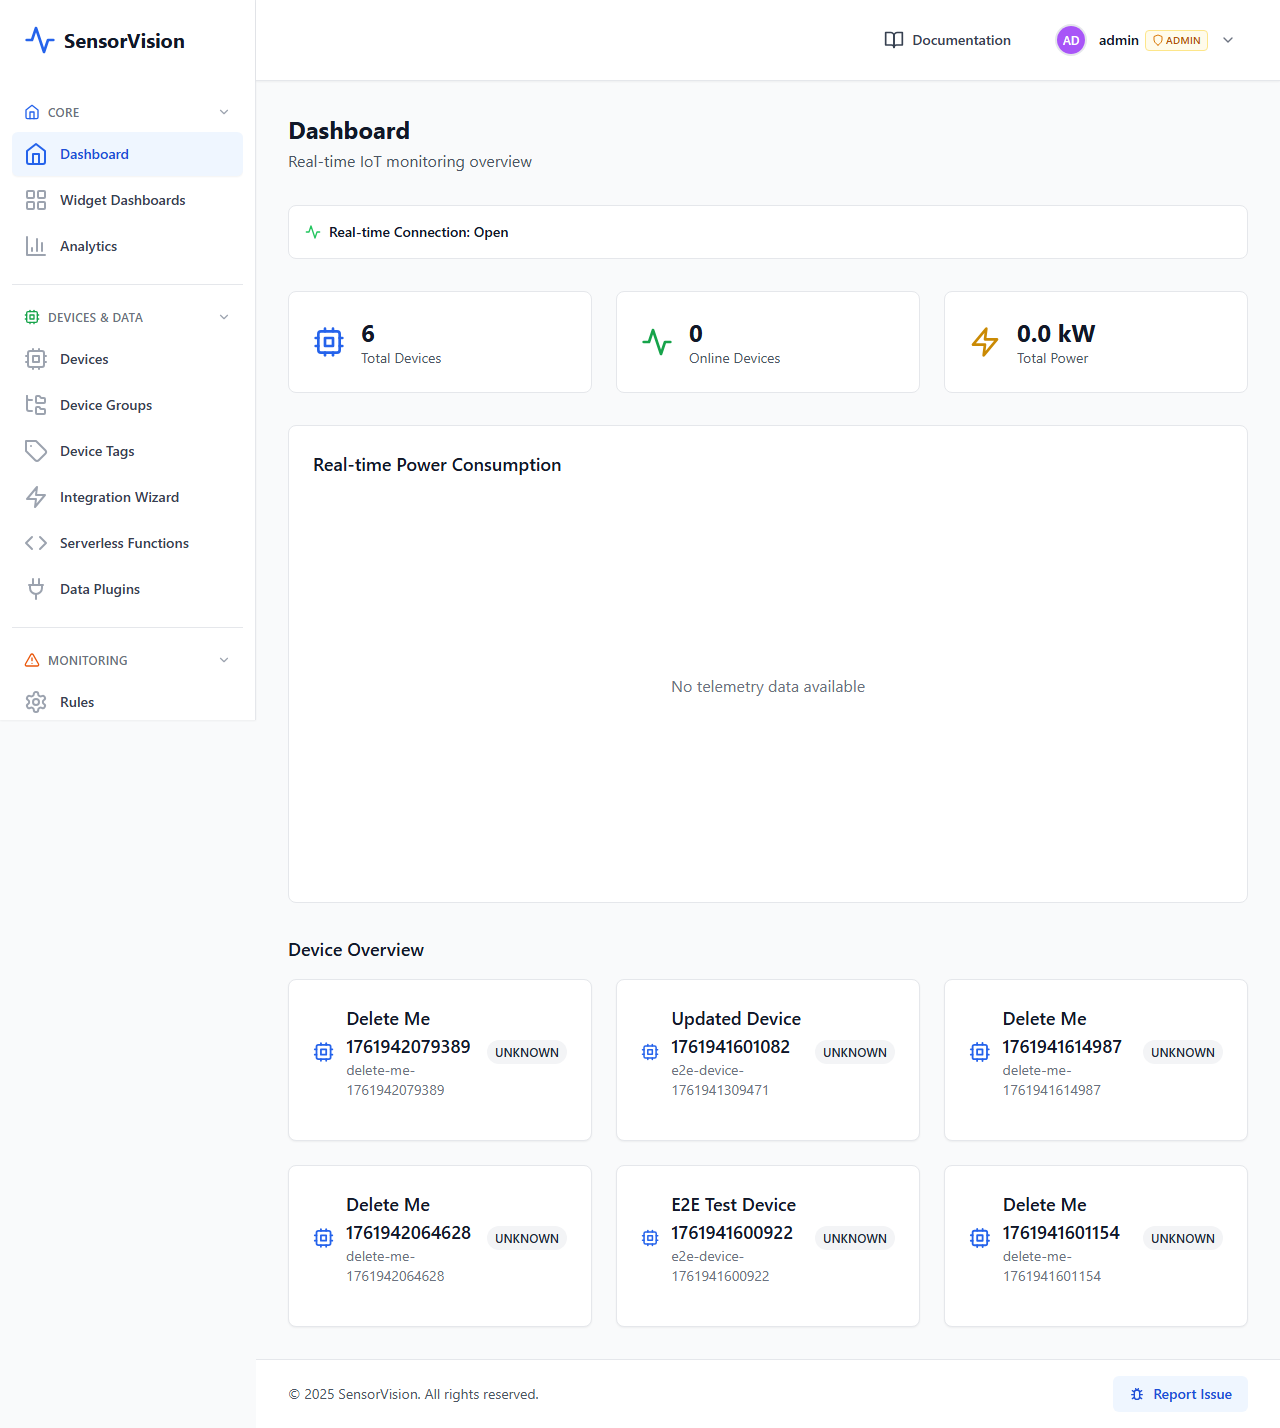 SensorVision
Documentation
AD
admin
ADMIN
CORE
Dashboard
Widget Dashboards
Analytics
DEVICES & DATA
Devices
Device Groups
Device Tags
Integration Wizard
Serverless Functions
Data Plugins
MONITORING
Rules
Dashboard
Real-time IoT monitoring overview
Real-time Connection: Open
6
Total Devices
0
Online Devices
0.0 kW
Total Power
Real-time Power Consumption
No telemetry data available
Device Overview
Delete Me
1761942079389
delete-me-
1761942079389
UNKNOWN
Updated Device
1761941601082
e2e-device-
1761941309471
UNKNOWN
Delete Me
1761941614987
delete-me-
1761941614987
UNKNOWN
Delete Me
1761942064628
delete-me-
1761942064628
UNKNOWN
E2E Test Device
1761941600922
e2e-device-
1761941600922
UNKNOWN
Delete Me
1761941601154
delete-me-
1761941601154
UNKNOWN
© 2025 SensorVision. All rights reserved.
Report Issue